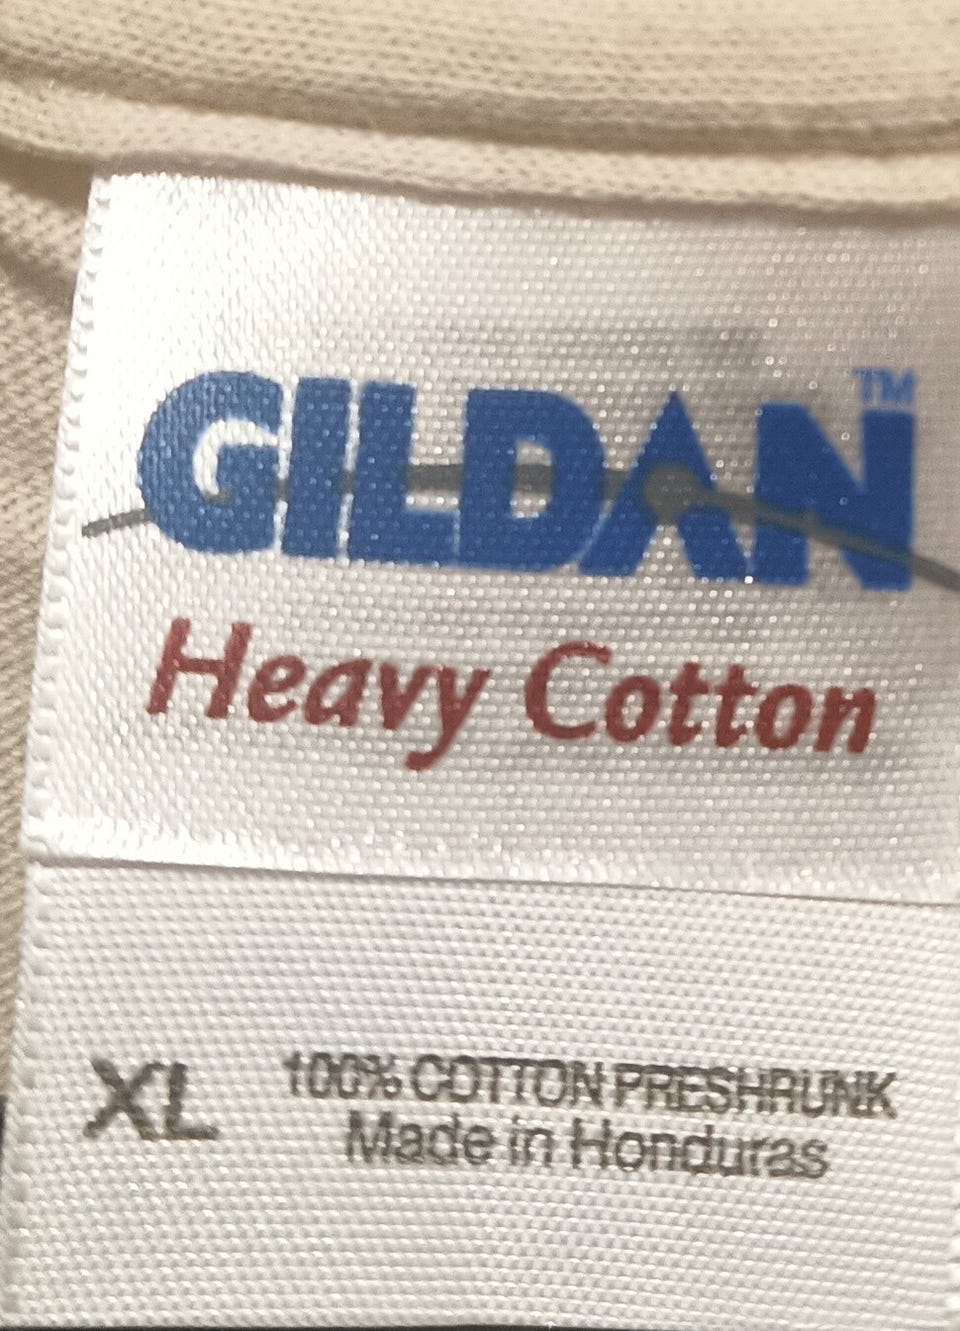 GILDAN™
Heavy Cotton
XL
100% COTTON PRESHRUNK
Made in Honduras